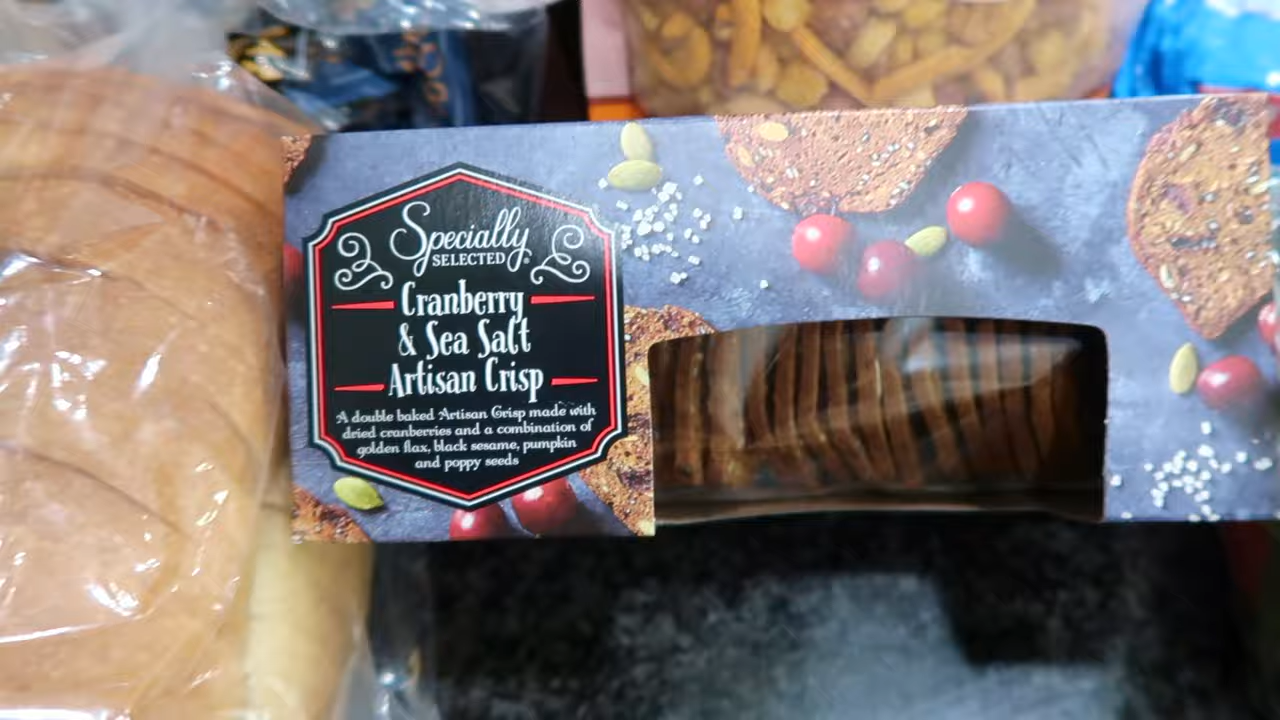 Specially
SELECTED
Cranberry
& Sea Salt
Artisan Crisp
A double baked Artisan Crisp made with
dried cranberries and a combination of
golden flax, black sesame, pumpkin
and poppy seeds